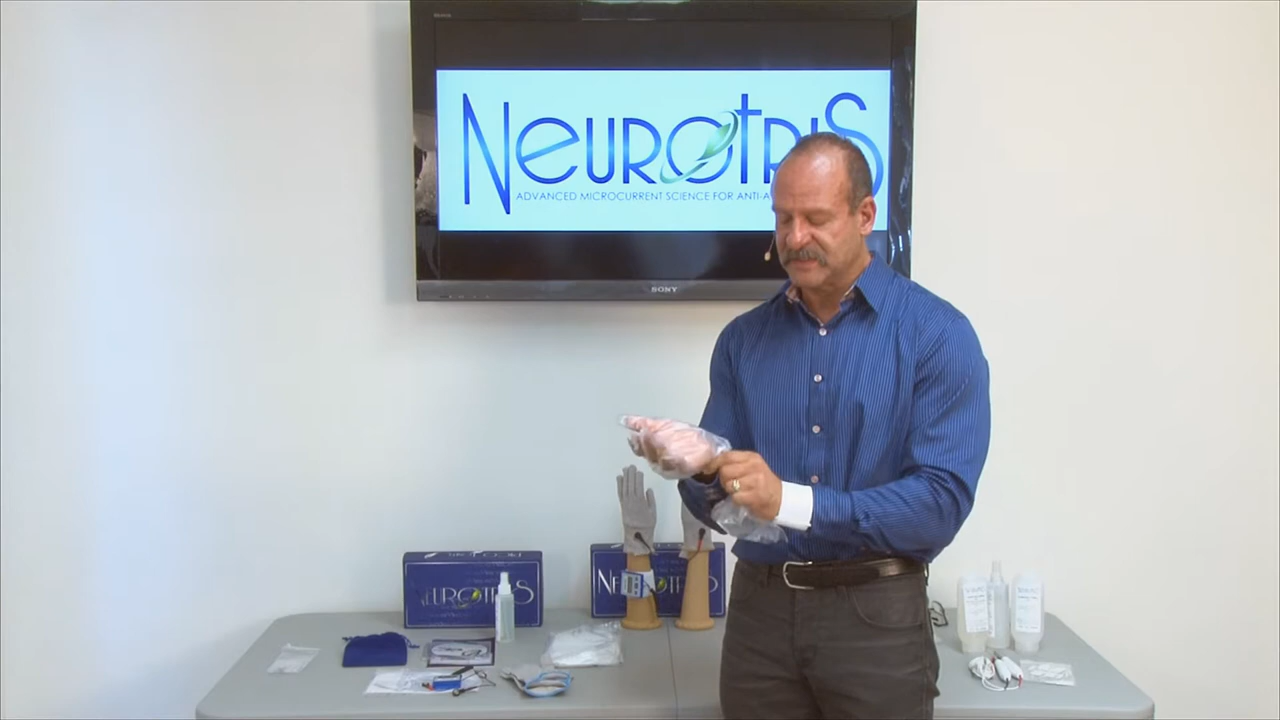 NEUROTRIS
ADVANCED MICROCURRENT SCIENCE FOR ANTI-A
SONY
NEUROTRIS
NEUROTRIS